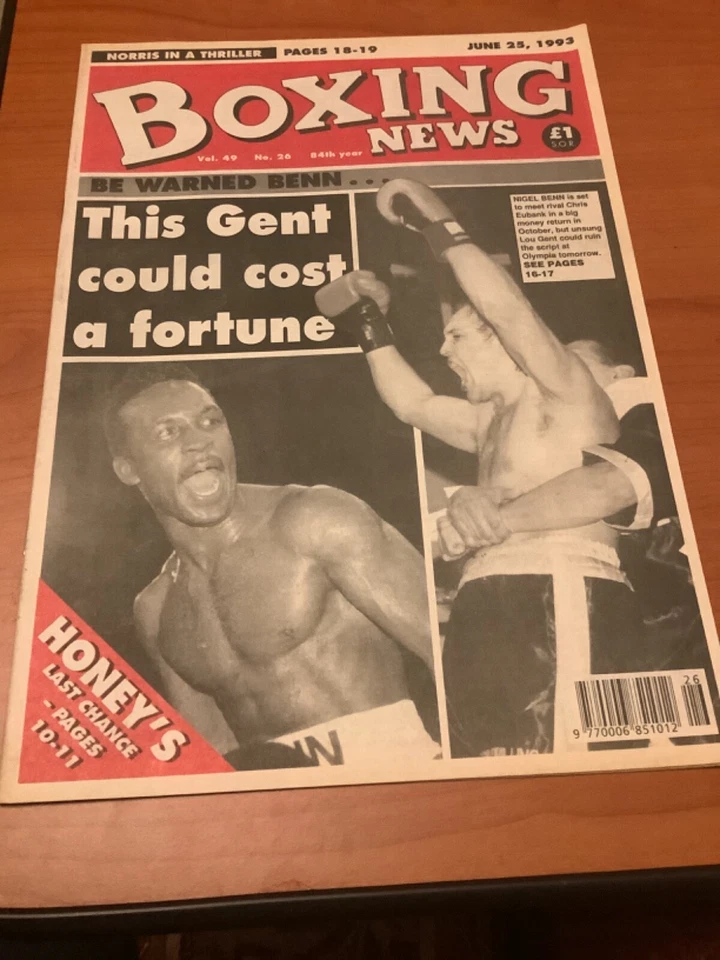 NORRIS IN A THRILLER PAGES 18-19 JUNE 25, 1993
BOXING
NEWS
£1
SOR
Vol. 49 No. 26 84th year
BE WARNED BENN...
This Gent
could cost
a fortune
NIGEL BENN is set
to meet rival Chris
Eubank in a big
money return in
October, but unsung
Lou Gent could ruin
the script at
Olympia tomorrow.
SEE PAGES
16-17
HONEY'S
LAST CHANCE
- PAGES
10-11
26
9 770006 851012